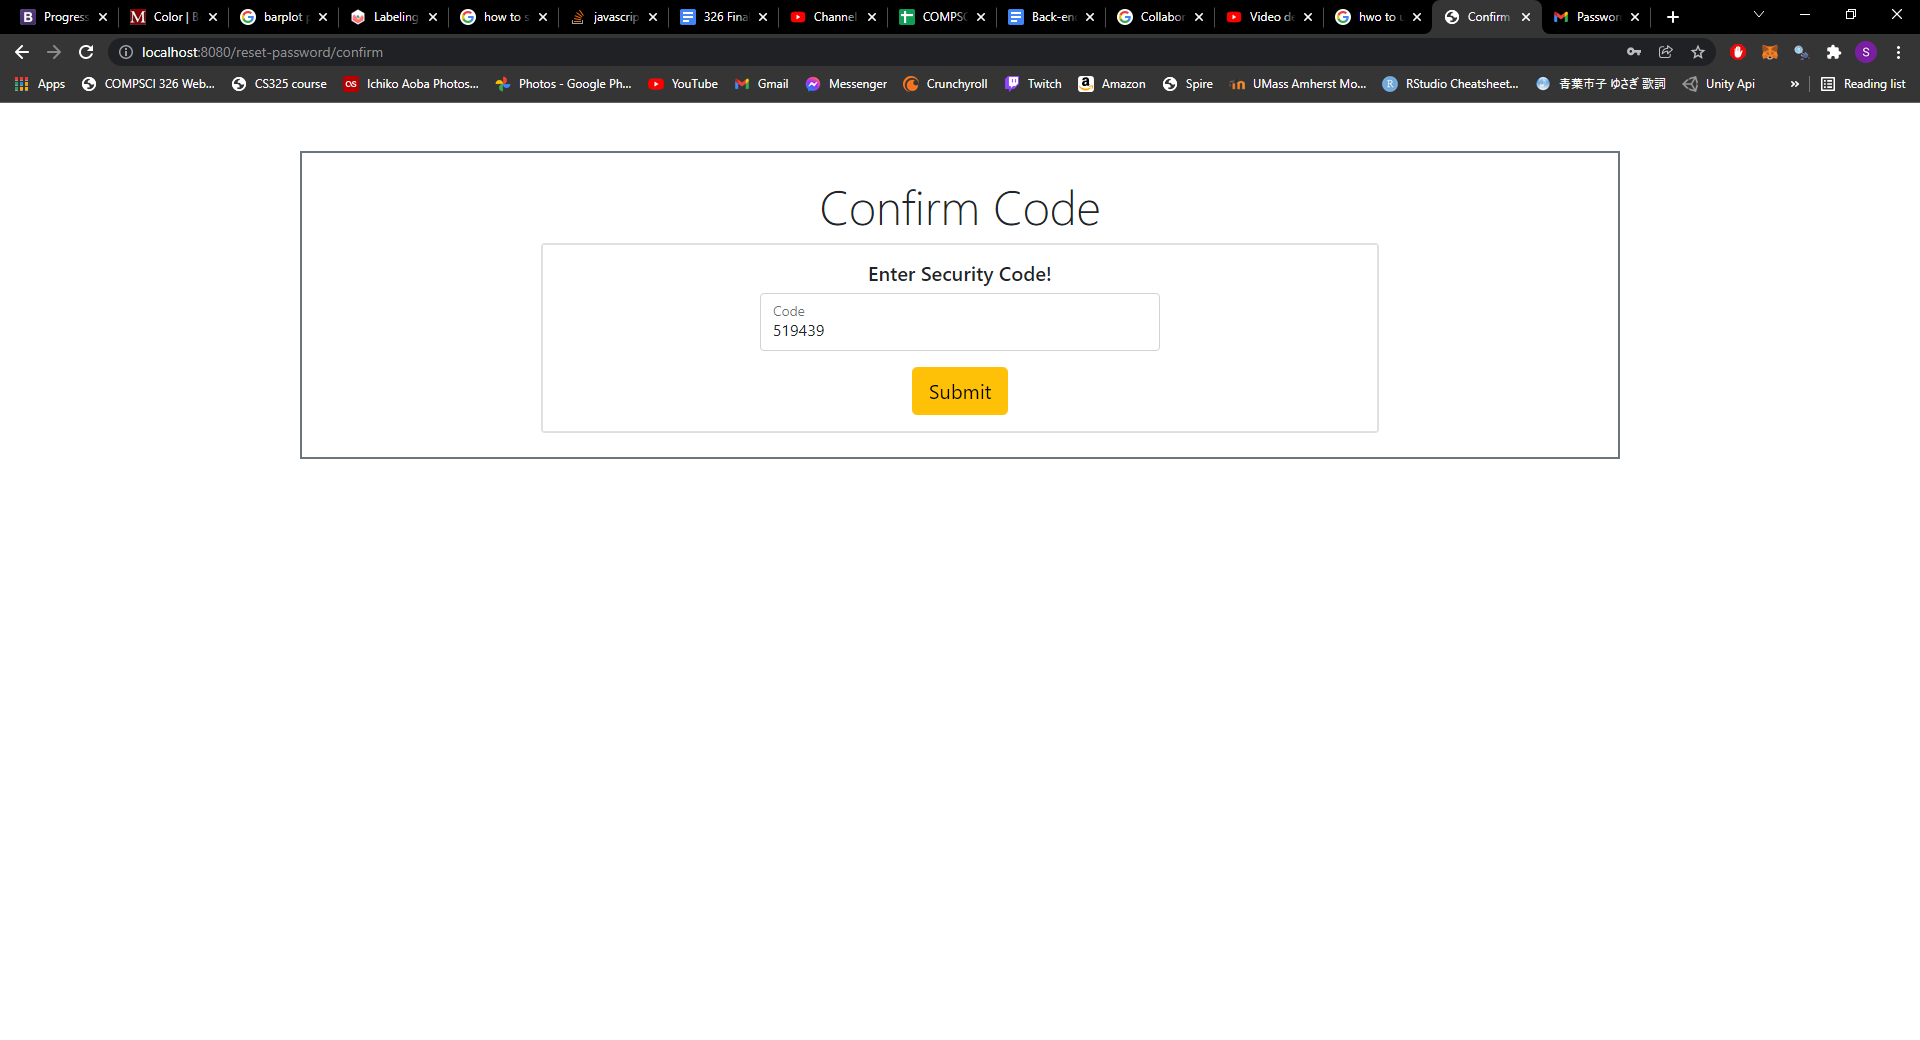 Progress Color | B barplot p Labeling how to s javascrip 326 Fina Channel COMPSC Back-en Collabor Video de hwo to u Confirm Passwor
localhost:8080/reset-password/confirm
Apps COMPSCI 326 Web... CS325 course Ichiko Aoba Photos... Photos - Google Ph... YouTube Gmail Messenger Crunchyroll Twitch Amazon Spire UMass Amherst Mo... RStudio Cheatsheet... 青葉市子 ゆさぎ 歌詞 Unity Api » Reading list
Confirm Code
Enter Security Code!
Code
519439
Submit